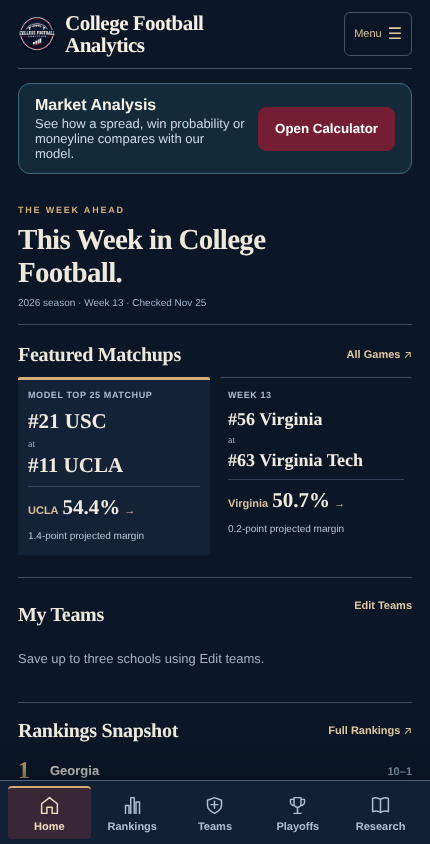 College Football
Analytics
Menu ☰
Market Analysis
See how a spread, win probability or
moneyline compares with our
model.
Open Calculator
THE WEEK AHEAD
This Week in College
Football.
2026 season · Week 13 · Checked Nov 25
Featured Matchups
All Games ↗
MODEL TOP 25 MATCHUP
#21 USC
at
#11 UCLA
UCLA 54.4% →
1.4-point projected margin
WEEK 13
#56 Virginia
at
#63 Virginia Tech
Virginia 50.7% →
0.2-point projected margin
My Teams
Edit Teams
Save up to three schools using Edit teams.
Rankings Snapshot
Full Rankings ↗
1 Georgia 10–1
Home
Rankings
Teams
Playoffs
Research